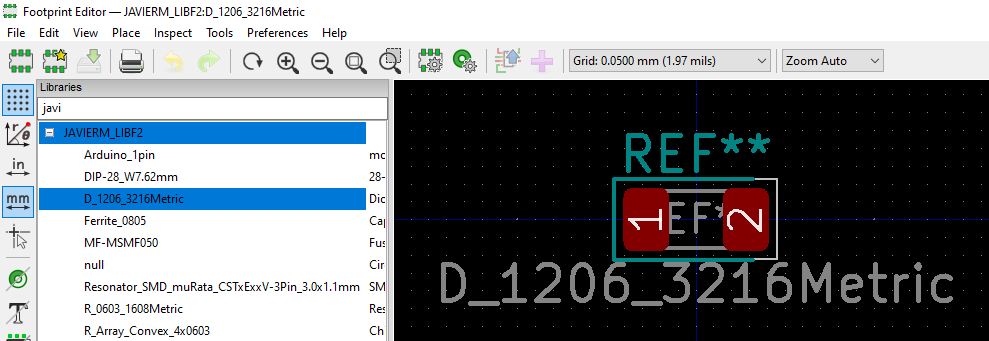 Footprint Editor — JAVIERM_LIBF2:D_1206_3216Metric
File Edit View Place Inspect Tools Preferences Help
Grid: 0.0500 mm (1.97 mils) Zoom Auto
Libraries
javi
in
mm
T
JAVIERM_LIBF2
Arduino_1pin mo
DIP-28_W7.62mm 28-
D_1206_3216Metric Dio
Ferrite_0805 Cap
MF-MSMF050 Fus
null Cir
Resonator_SMD_muRata_CSTxExxV-3Pin_3.0x1.1mm SM
R_0603_1608Metric Res
R_Array_Convex_4x0603 Ch
REF**
1 EF* 2
D_1206_3216Metric